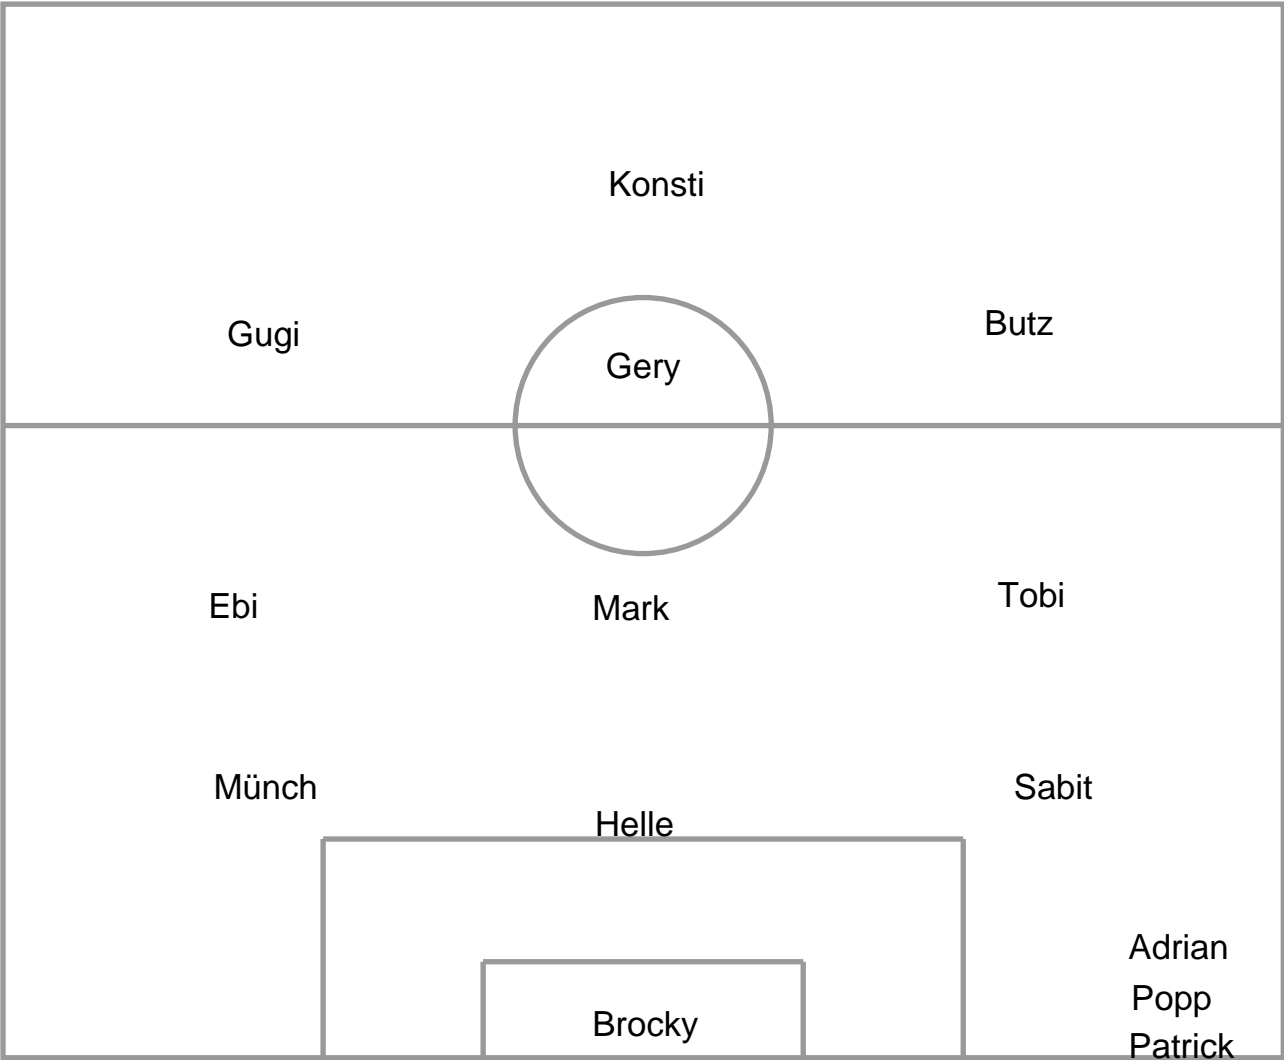 Konsti
Gugi
Butz
Gery
Ebi
Mark
Tobi
Münch
Sabit
Helle
Adrian
Popp
Brocky
Patrick